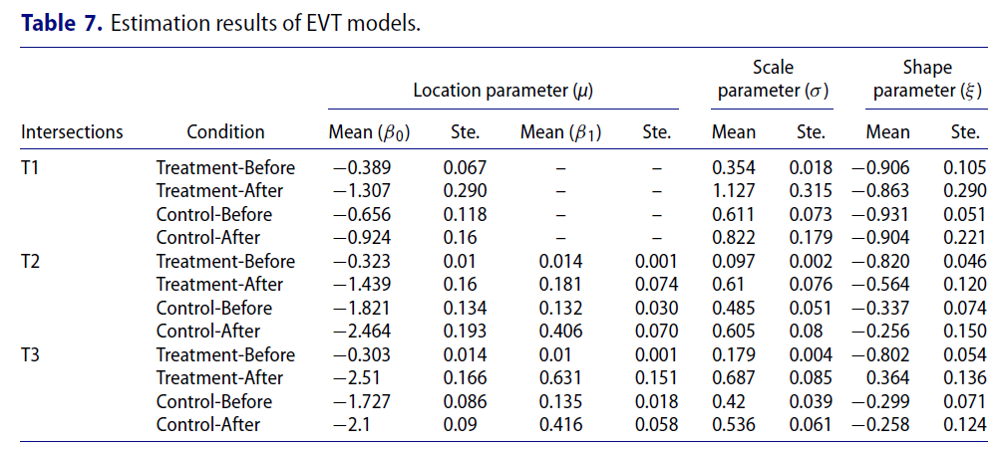 Table 7. Estimation results of EVT models.
Scale Shape
Location parameter (μ) parameter (σ) parameter (ξ)
Intersections Condition Mean (β0) Ste. Mean (β1) Ste. Mean Ste. Mean Ste.
T1 Treatment-Before −0.389 0.067 – – 0.354 0.018 −0.906 0.105
Treatment-After −1.307 0.290 – – 1.127 0.315 −0.863 0.290
Control-Before −0.656 0.118 – – 0.611 0.073 −0.931 0.051
Control-After −0.924 0.16 – – 0.822 0.179 −0.904 0.221
T2 Treatment-Before −0.323 0.01 0.014 0.001 0.097 0.002 −0.820 0.046
Treatment-After −1.439 0.16 0.181 0.074 0.61 0.076 −0.564 0.120
Control-Before −1.821 0.134 0.132 0.030 0.485 0.051 −0.337 0.074
Control-After −2.464 0.193 0.406 0.070 0.605 0.08 −0.256 0.150
T3 Treatment-Before −0.303 0.014 0.01 0.001 0.179 0.004 −0.802 0.054
Treatment-After −2.51 0.166 0.631 0.151 0.687 0.085 0.364 0.136
Control-Before −1.727 0.086 0.135 0.018 0.42 0.039 −0.299 0.071
Control-After −2.1 0.09 0.416 0.058 0.536 0.061 −0.258 0.124